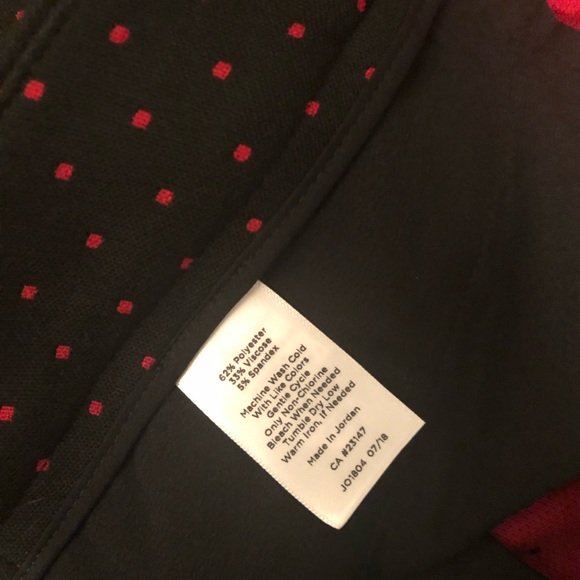 62% Polyester
33% Viscose
5% Spandex
Machine Wash Cold
With Like Colors
Gentle Cycle
Only Non-Chlorine
Bleach When Needed
Tumble Dry Low
Warm Iron, If Needed
Made In Jordan
CA #23147
JO1804 07/18